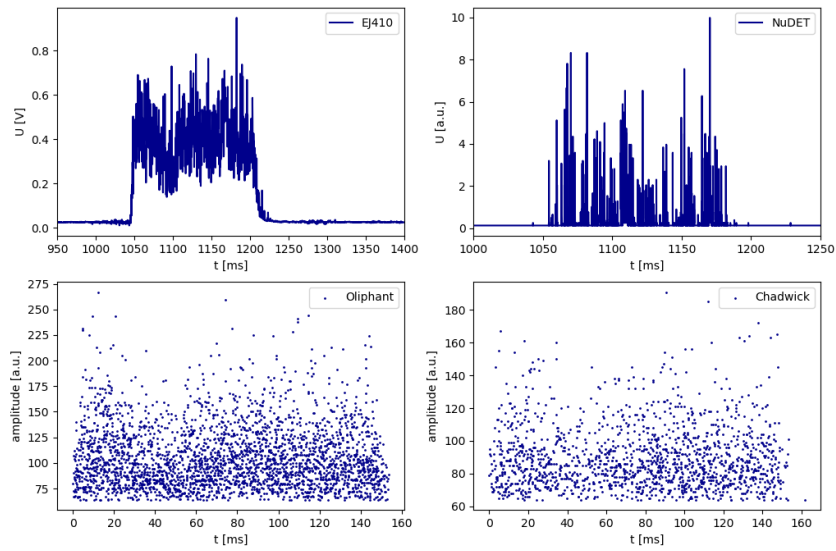 EJ410
U [V]
0.8
0.6
0.4
0.2
0.0
950 1000 1050 1100 1150 1200 1250 1300 1350 1400
t [ms]
NuDET
U [a.u.]
10
8
6
4
2
0
1000 1050 1100 1150 1200 1250
t [ms]
Oliphant
amplitude [a.u.]
275
250
225
200
175
150
125
100
75
0 20 40 60 80 100 120 140 160
t [ms]
Chadwick
amplitude [a.u.]
180
160
140
120
100
80
60
0 20 40 60 80 100 120 140 160
t [ms]